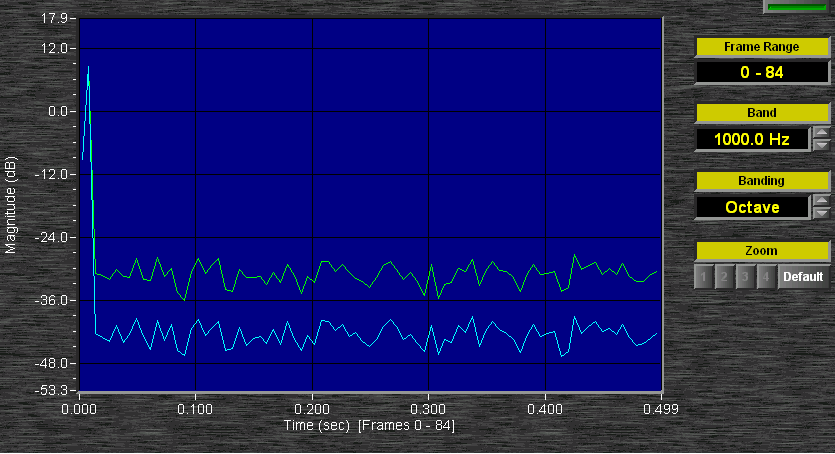 17.9
12.0
0.0
-12.0
-24.0
-36.0
-48.0
-53.3
Magnitude (dB)
0.000 0.100 0.200 0.300 0.400 0.499
Time (sec) [Frames 0 - 84]
Frame Range
0 - 84
Band
1000.0 Hz
Banding
Octave
Zoom
1 2 3 4 Default